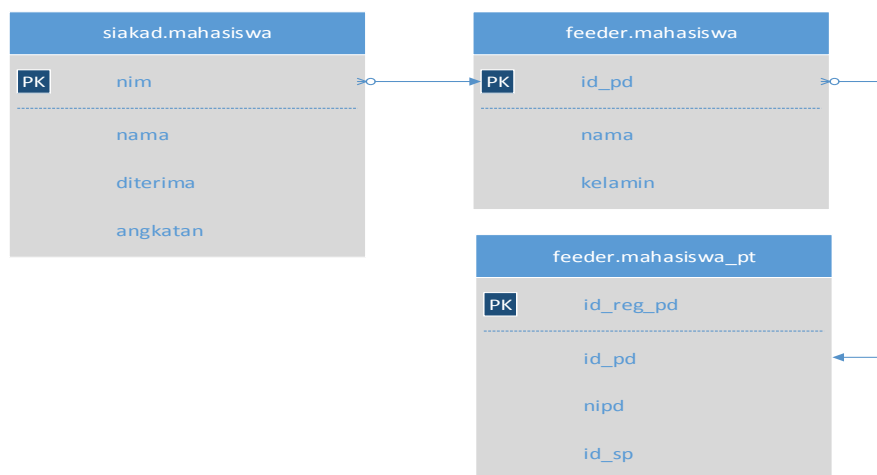 siakad.mahasiswa
PK nim
nama
diterima
angkatan
feeder.mahasiswa
PK id_pd
nama
kelamin
feeder.mahasiswa_pt
PK id_reg_pd
id_pd
nipd
id_sp